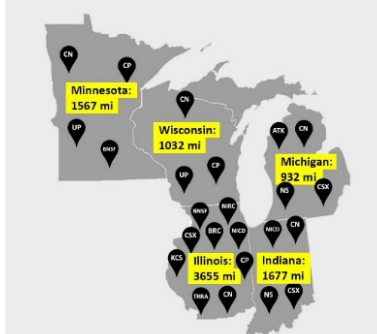 CN
CP
Minnesota:
1567 mi
UP
BNSF
CN
Wisconsin:
1032 mi
UP
CP
ATK
CN
Michigan:
932 mi
NS
CSX
BNSF
NIRC
CSX
BRC
NICD
KCS
Illinois:
3655 mi
CP
TRRA
CN
NICD
CN
Indiana:
1677 mi
NS
CSX